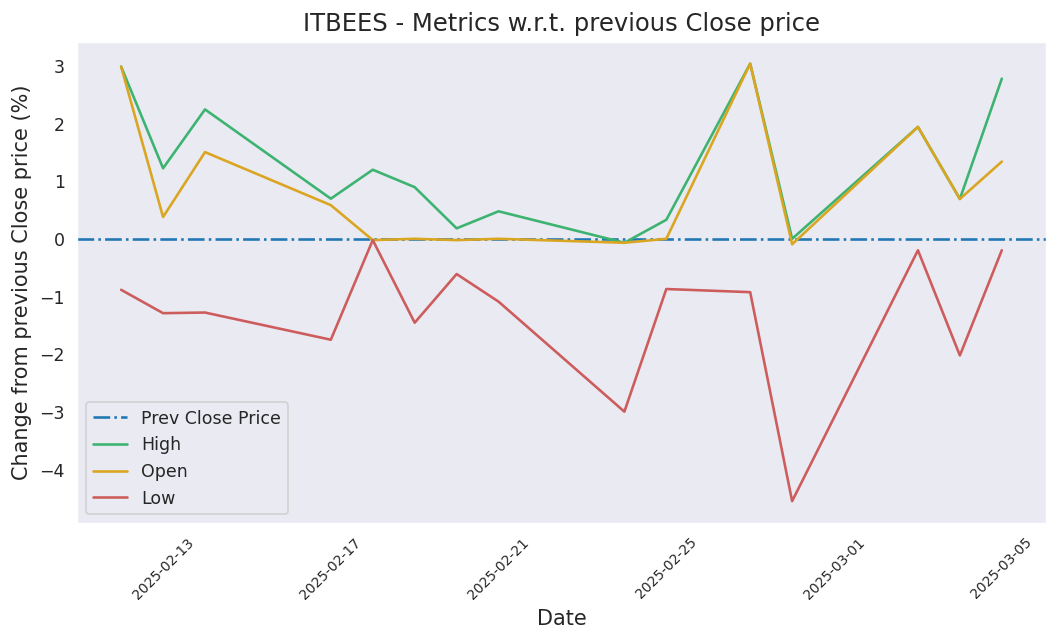 ITBEES - Metrics w.r.t. previous Close price
Change from previous Close price (%)
3
2
1
0
−1
−2
−3
−4
Prev Close Price
High
Open
Low
2025-02-13
2025-02-17
2025-02-21
2025-02-25
2025-03-01
2025-03-05
Date